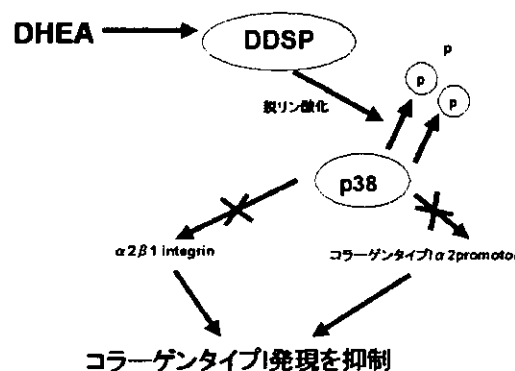 DHEA
DDSP
p
p
p
脱リン酸化
p38
α2β1 integrin
コラーゲンタイプIα2promoto
コラーゲンタイプI発現を抑制